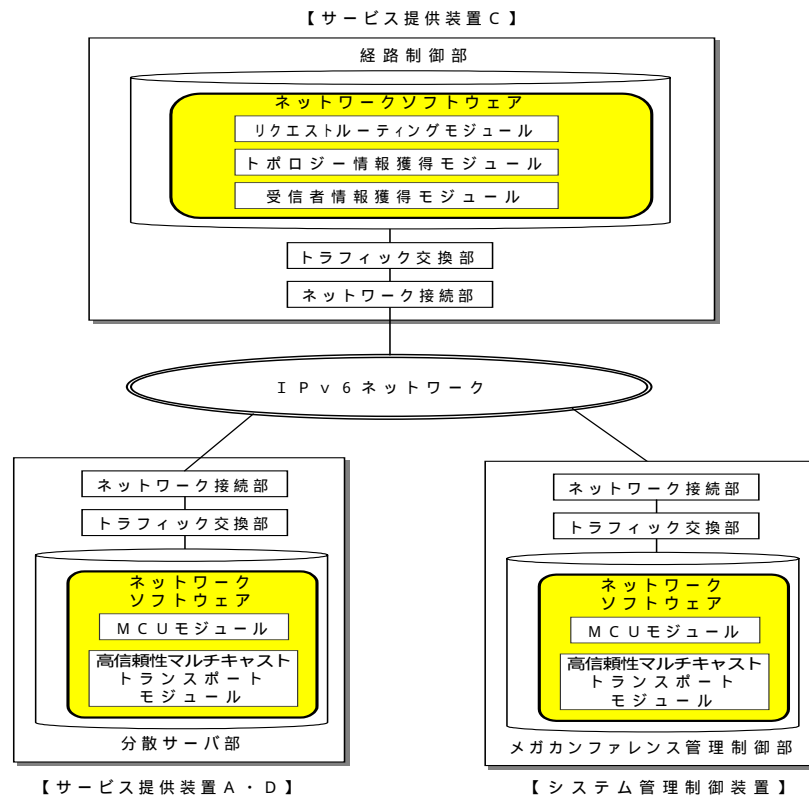 【サービス提供装置C】
経路制御部
ネットワークソフトウェア
リクエストルーティングモジュール
トポロジー情報獲得モジュール
受信者情報獲得モジュール
トラフィック交換部
ネットワーク接続部
IPv6ネットワーク
ネットワーク接続部
トラフィック交換部
ネットワーク
ソフトウェア
MCUモジュール
高信頼性マルチキャスト
トランスポート
モジュール
分散サーバ部
【サービス提供装置A・D】
ネットワーク接続部
トラフィック交換部
ネットワーク
ソフトウェア
MCUモジュール
高信頼性マルチキャスト
トランスポート
モジュール
メガカンファレンス管理制御部
【システム管理制御装置】